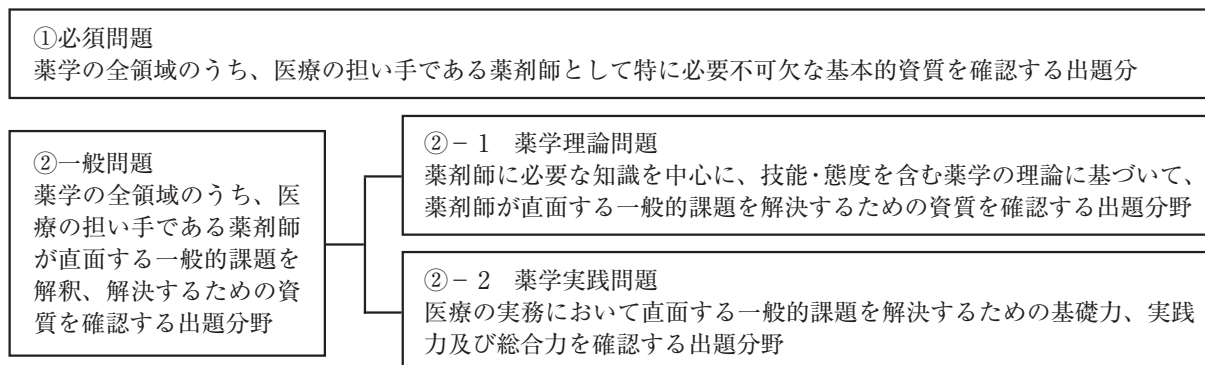 ①必須問題
薬学の全領域のうち、医療の担い手である薬剤師として特に必要不可欠な基本的資質を確認する出題分
②一般問題
薬学の全領域のうち、医
療の担い手である薬剤師
が直面する一般的課題を
解釈、解決するための資
質を確認する出題分野
②－1　薬学理論問題
薬剤師に必要な知識を中心に、技能・態度を含む薬学の理論に基づいて、
薬剤師が直面する一般的課題を解決するための資質を確認する出題分野
②－2　薬学実践問題
医療の実務において直面する一般的課題を解決するための基礎力、実践
力及び総合力を確認する出題分野